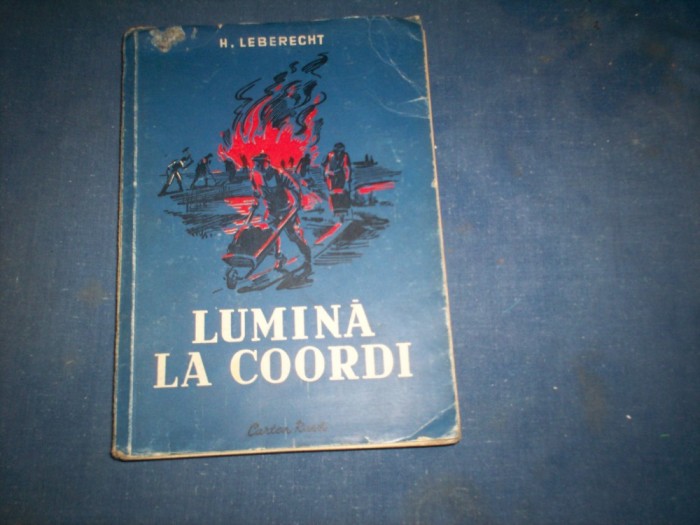 H. LEBERECHT
LUMINĂ
LA COORDI
Cartea Rusă